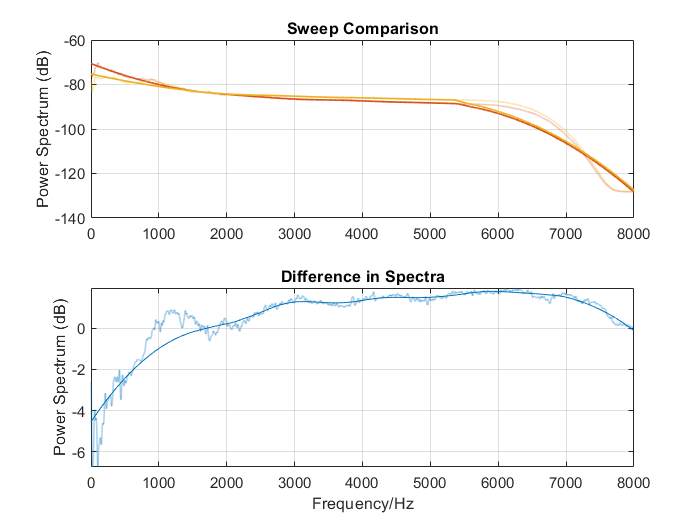 Sweep Comparison
Power Spectrum (dB)
-60
-80
-100
-120
-140
0 1000 2000 3000 4000 5000 6000 7000 8000
Difference in Spectra
Power Spectrum (dB)
0
-2
-4
-6
0 1000 2000 3000 4000 5000 6000 7000 8000
Frequency/Hz